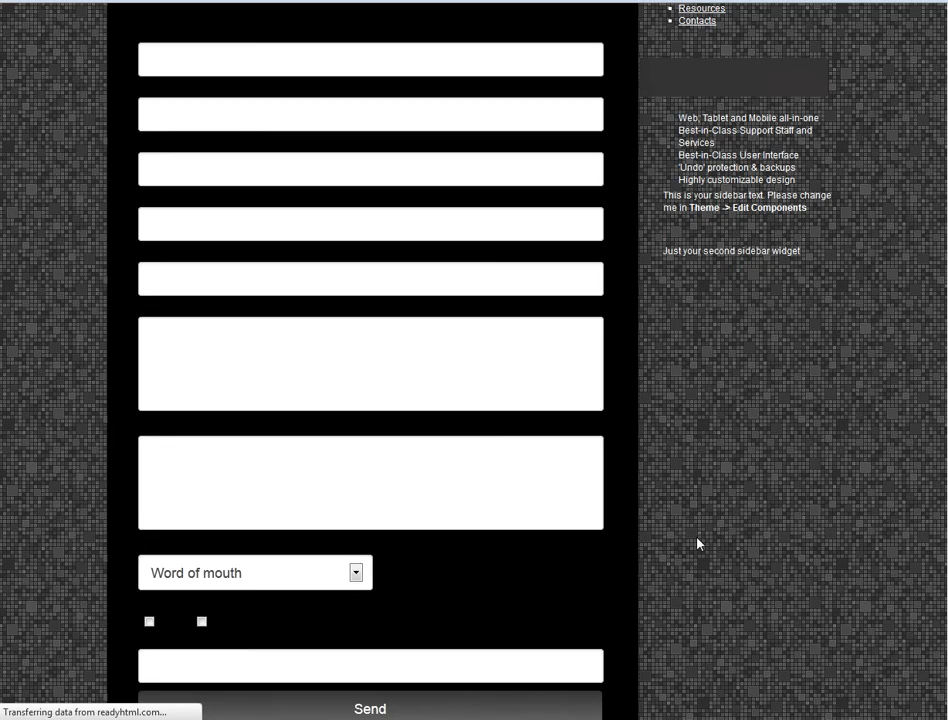 Resources
Contacts
Web, Tablet and Mobile all-in-one
Best-in-Class Support Staff and
Services
Best-in-Class User Interface
'Undo' protection & backups
Highly customizable design
This is your sidebar text. Please change
me in Theme -> Edit Components
Just your second sidebar widget
Word of mouth
Send
Transferring data from readyhtml.com...